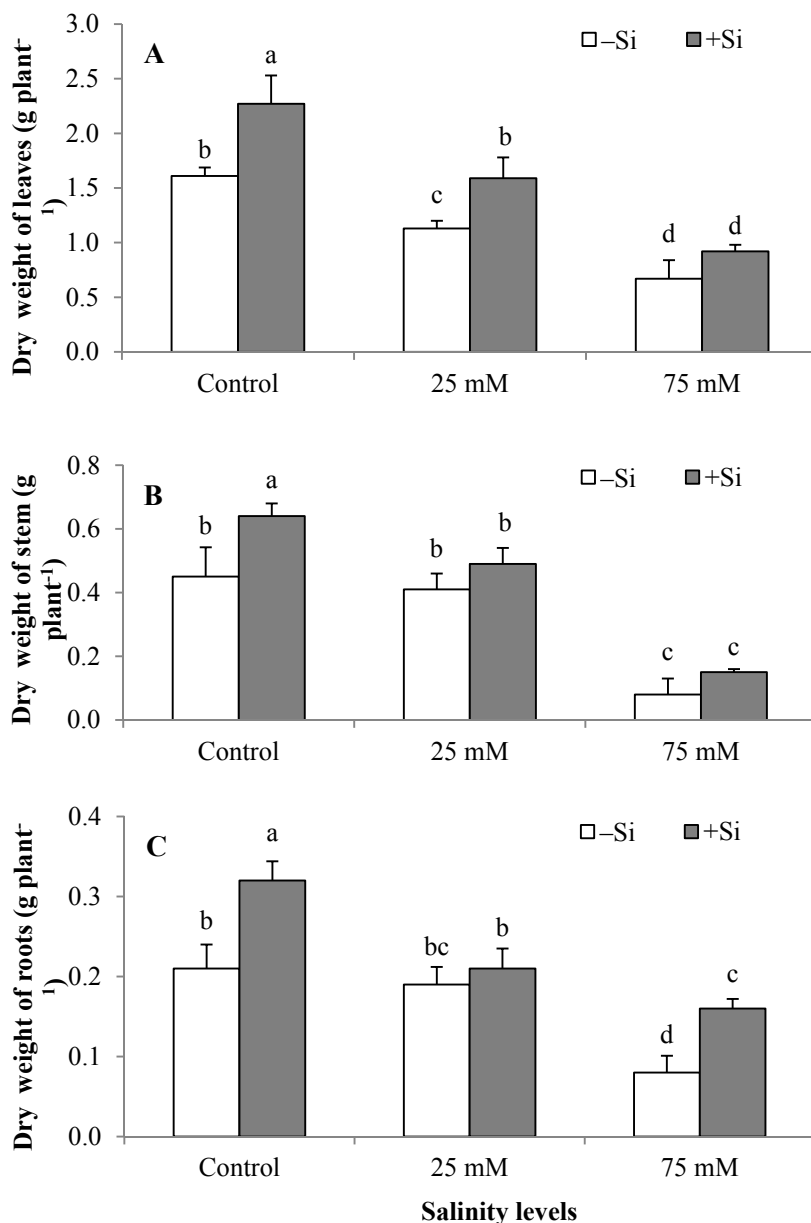 A
–Si +Si
Dry weight of leaves (g plant-
1)
3.0
2.5
2.0
1.5
1.0
0.5
0.0
b a c b d d
Control 25 mM 75 mM
B
–Si +Si
Dry weight of stem (g
plant-1)
0.8
0.6
0.4
0.2
0.0
b a b b c c
Control 25 mM 75 mM
C
–Si +Si
Dry weight of roots (g plant-
1)
0.4
0.3
0.2
0.1
0.0
b a bc b d c
Control 25 mM 75 mM
Salinity levels